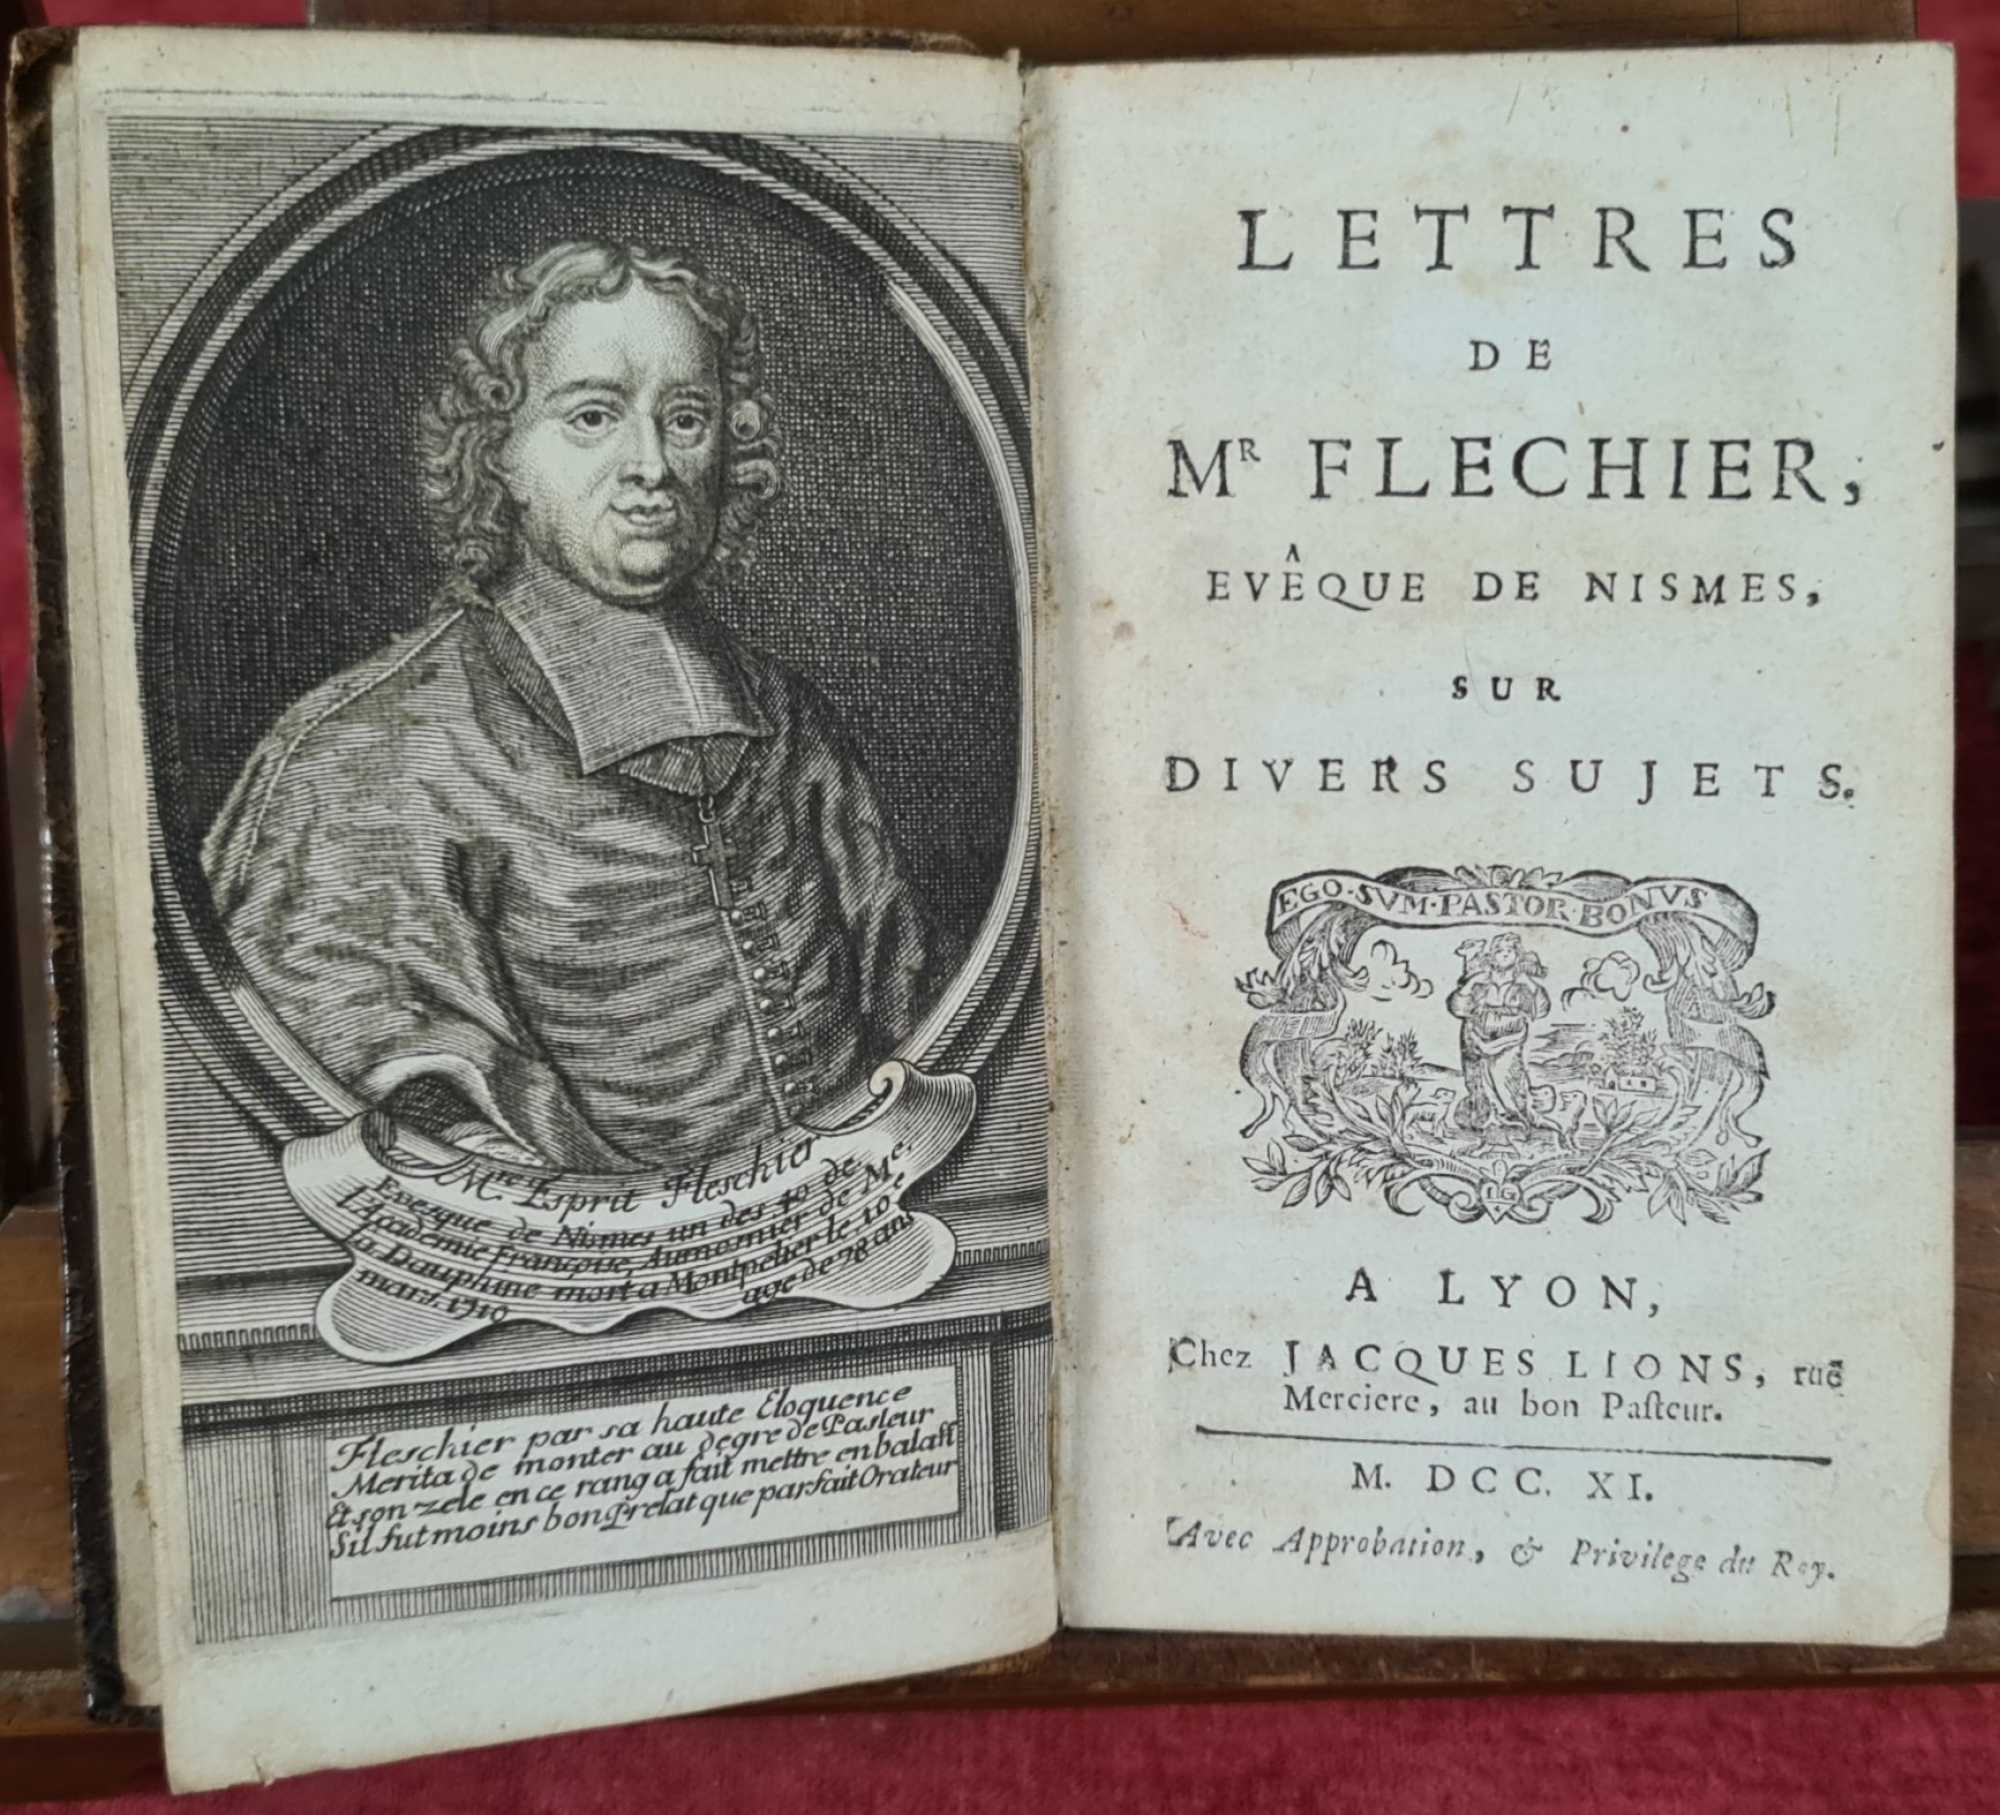 Mre Esprit Fleschier
Evesque de Nismes un des 40 de
l'Academie françoise, Aumonier de Me.
la Dauphine mort a Montpelier le 10e
mars. 1710 age de 78 ans
Fleschier par sa haute Eloquence
Merita de monter au degre de Pasteur
Et son zele en ce rang a fait mettre en balaſſ
Sil fut moins bon Prelat que parfait Orateur
LETTRES
DE
MR FLECHIER,
EVÊQUE DE NISMES,
SUR
DIVERS SUJETS.
EGO·SVM·PASTOR·BONVS
A LYON,
Chez JACQUES LIONS, ruë
Merciere, au bon Paſteur.
M. DCC. XI.
Avec Approbation, & Privilege du Roy.